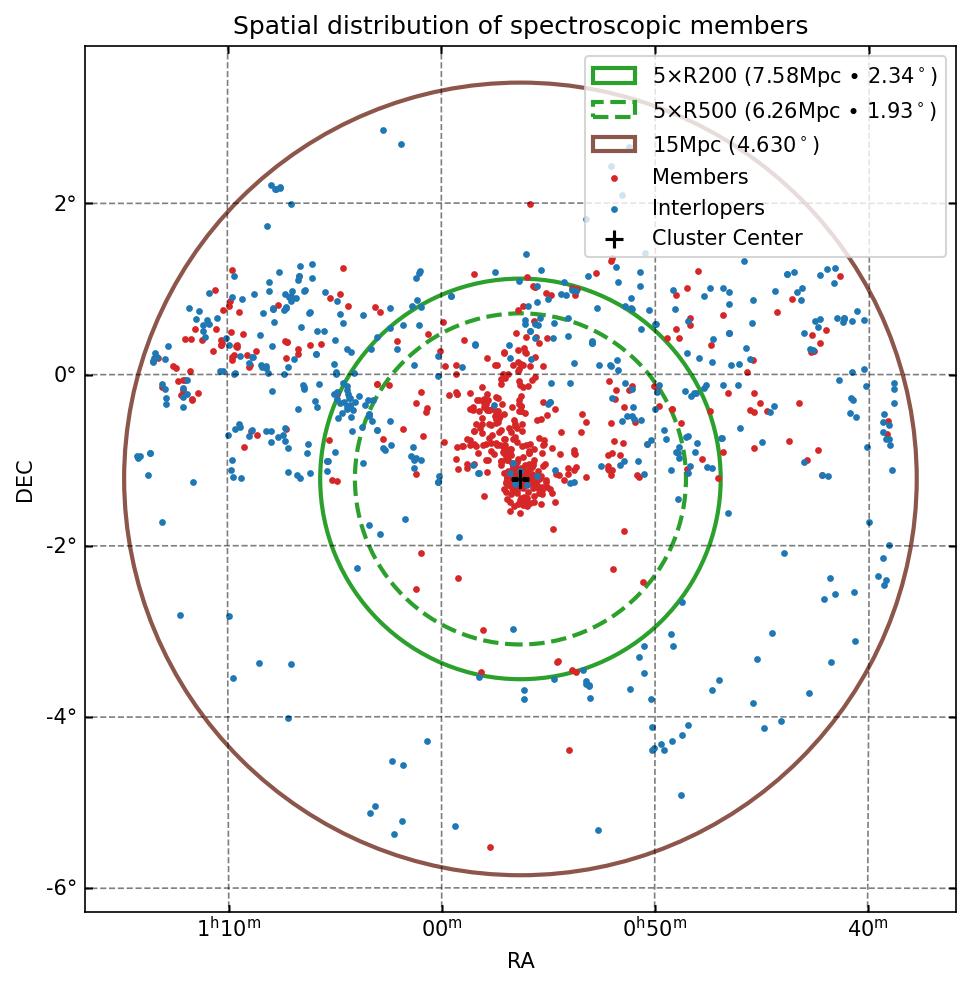 Spatial distribution of spectroscopic members
5×R200 (7.58Mpc • 2.34°)
5×R500 (6.26Mpc • 1.93°)
15Mpc (4.630°)
Members
Interlopers
Cluster Center
DEC
2°
0°
-2°
-4°
-6°
1ʰ10ᵐ 00ᵐ 0ʰ50ᵐ 40ᵐ
RA